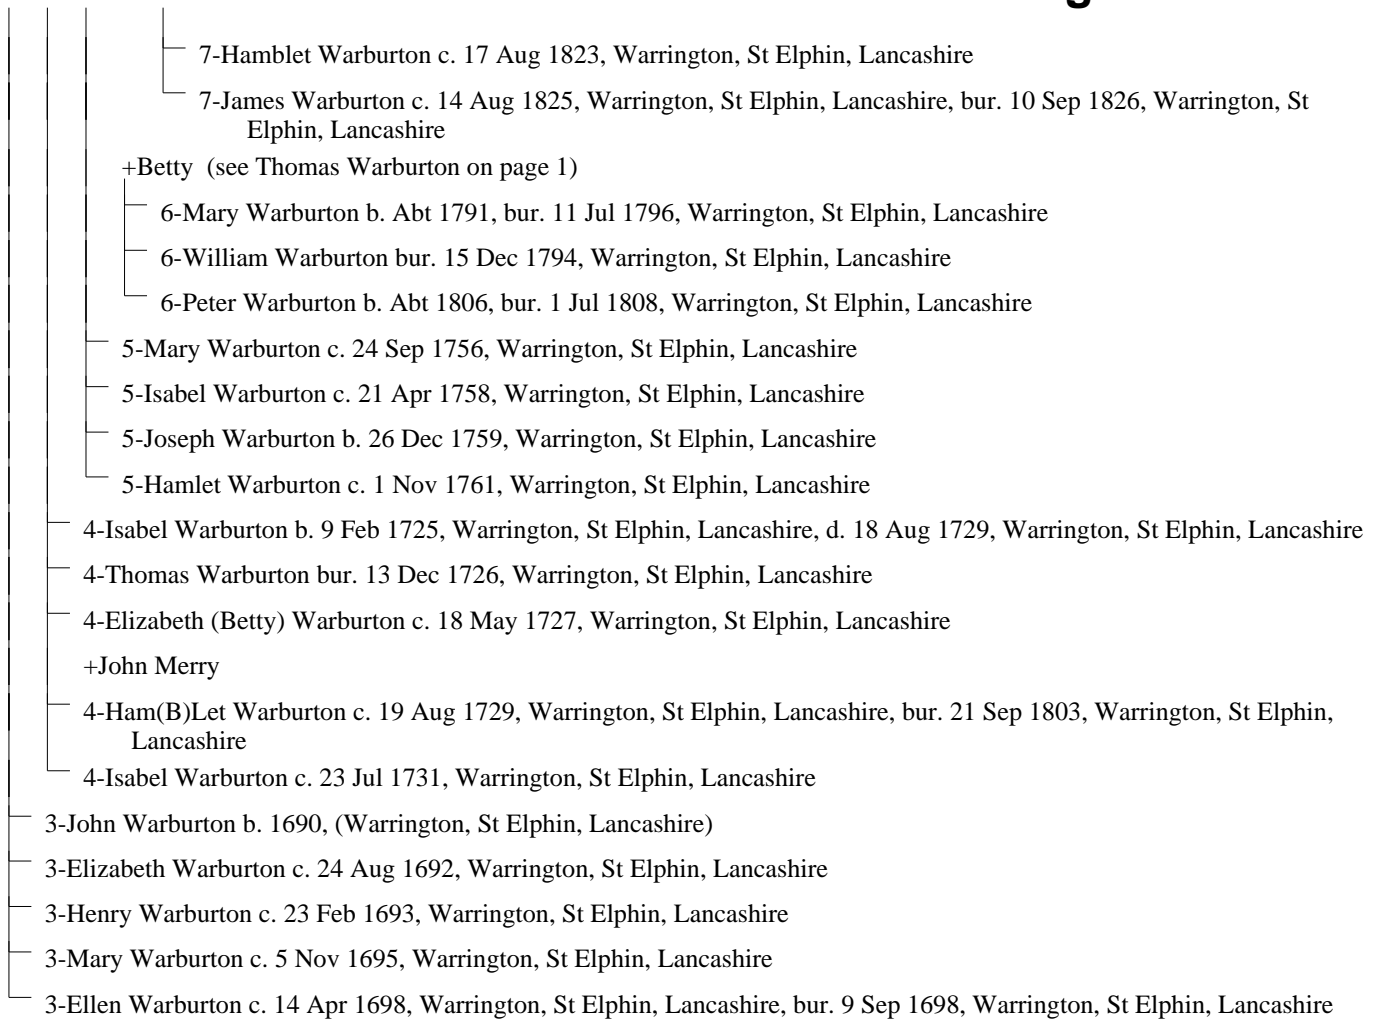 7-Hamblet Warburton c. 17 Aug 1823, Warrington, St Elphin, Lancashire
7-James Warburton c. 14 Aug 1825, Warrington, St Elphin, Lancashire, bur. 10 Sep 1826, Warrington, St
Elphin, Lancashire
+Betty (see Thomas Warburton on page 1)
6-Mary Warburton b. Abt 1791, bur. 11 Jul 1796, Warrington, St Elphin, Lancashire
6-William Warburton bur. 15 Dec 1794, Warrington, St Elphin, Lancashire
6-Peter Warburton b. Abt 1806, bur. 1 Jul 1808, Warrington, St Elphin, Lancashire
5-Mary Warburton c. 24 Sep 1756, Warrington, St Elphin, Lancashire
5-Isabel Warburton c. 21 Apr 1758, Warrington, St Elphin, Lancashire
5-Joseph Warburton b. 26 Dec 1759, Warrington, St Elphin, Lancashire
5-Hamlet Warburton c. 1 Nov 1761, Warrington, St Elphin, Lancashire
4-Isabel Warburton b. 9 Feb 1725, Warrington, St Elphin, Lancashire, d. 18 Aug 1729, Warrington, St Elphin, Lancashire
4-Thomas Warburton bur. 13 Dec 1726, Warrington, St Elphin, Lancashire
4-Elizabeth (Betty) Warburton c. 18 May 1727, Warrington, St Elphin, Lancashire
+John Merry
4-Ham(B)Let Warburton c. 19 Aug 1729, Warrington, St Elphin, Lancashire, bur. 21 Sep 1803, Warrington, St Elphin,
Lancashire
4-Isabel Warburton c. 23 Jul 1731, Warrington, St Elphin, Lancashire
3-John Warburton b. 1690, (Warrington, St Elphin, Lancashire)
3-Elizabeth Warburton c. 24 Aug 1692, Warrington, St Elphin, Lancashire
3-Henry Warburton c. 23 Feb 1693, Warrington, St Elphin, Lancashire
3-Mary Warburton c. 5 Nov 1695, Warrington, St Elphin, Lancashire
3-Ellen Warburton c. 14 Apr 1698, Warrington, St Elphin, Lancashire, bur. 9 Sep 1698, Warrington, St Elphin, Lancashire